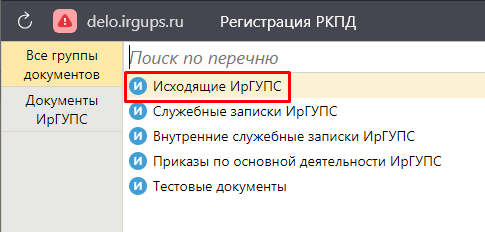 delo.irgups.ru Регистрация РКПД
Все группы
документов
Документы
ИрГУПС
Поиск по перечню
И Исходящие ИрГУПС
И Служебные записки ИрГУПС
И Внутренние служебные записки ИрГУПС
И Приказы по основной деятельности ИрГУПС
И Тестовые документы